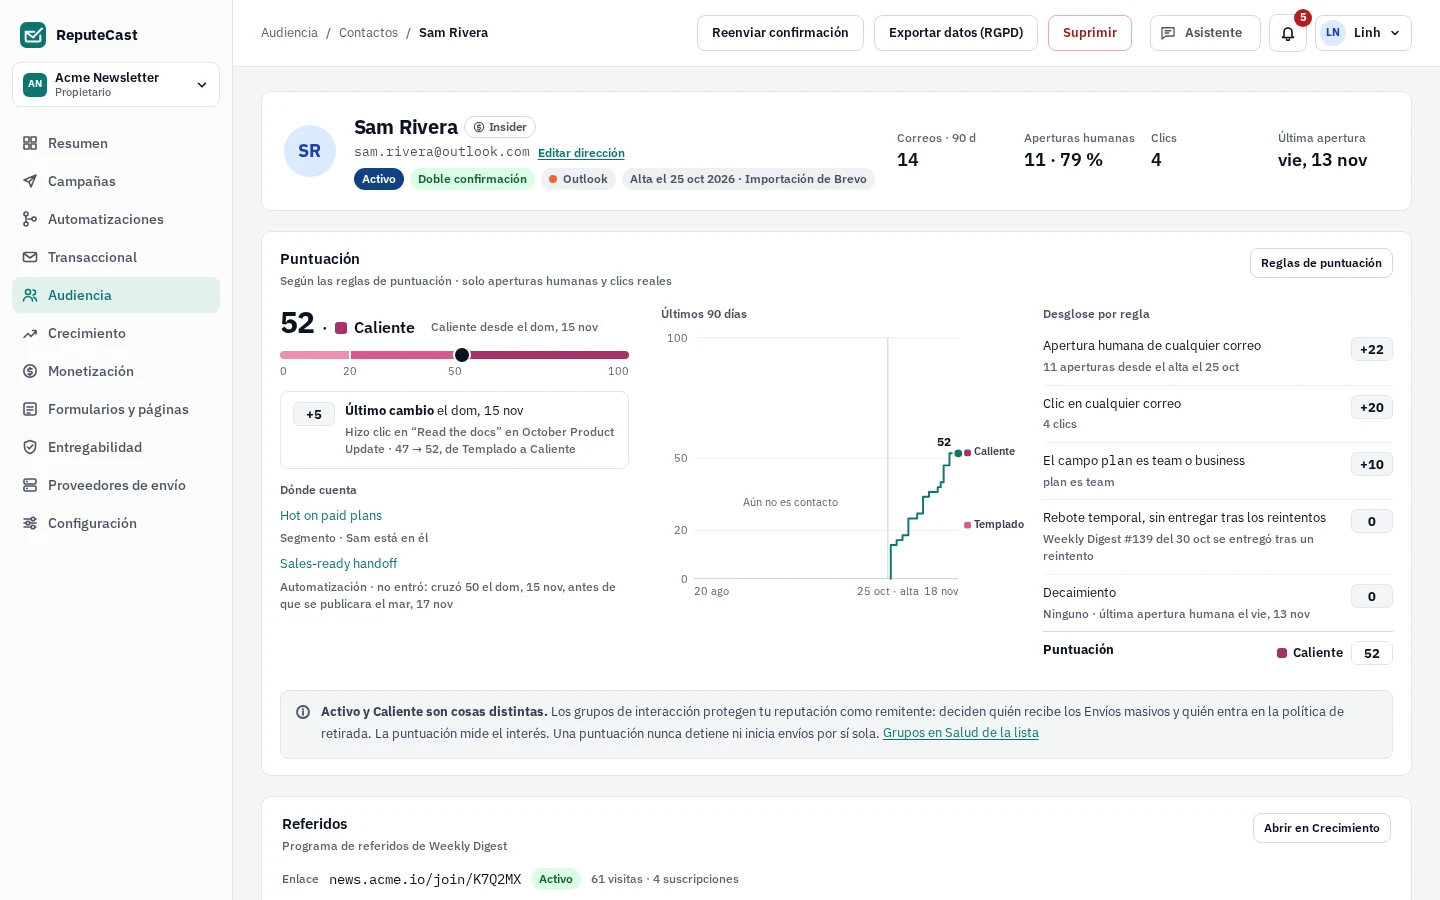 ReputeCast
AN
Acme Newsletter
Propietario
Resumen
Campañas
Automatizaciones
Transaccional
Audiencia
Crecimiento
Monetización
Formularios y páginas
Entregabilidad
Proveedores de envío
Configuración
Audiencia / Contactos / Sam Rivera
Reenviar confirmación
Exportar datos (RGPD)
Suprimir
Asistente
5
LN
Linh
SR
Sam Rivera
Insider
sam.rivera@outlook.com Editar dirección
Activo
Doble confirmación
Outlook
Alta el 25 oct 2026 · Importación de Brevo
Correos · 90 d
14
Aperturas humanas
11 · 79 %
Clics
4
Última apertura
vie, 13 nov
Puntuación
Según las reglas de puntuación · solo aperturas humanas y clics reales
Reglas de puntuación
52 · Caliente Caliente desde el dom, 15 nov
0 20 50 100
+5
Último cambio el dom, 15 nov
Hizo clic en “Read the docs” en October Product
Update · 47 → 52, de Templado a Caliente
Dónde cuenta
Hot on paid plans
Segmento · Sam está en él
Sales-ready handoff
Automatización · no entró: cruzó 50 el dom, 15 nov, antes de
que se publicara el mar, 17 nov
Últimos 90 días
100
50
20
0
Aún no es contacto
52
Caliente
Templado
20 ago
25 oct · alta
18 nov
Desglose por regla
Apertura humana de cualquier correo
11 aperturas desde el alta el 25 oct
+22
Clic en cualquier correo
4 clics
+20
El campo plan es team o business
plan es team
+10
Rebote temporal, sin entregar tras los reintentos
Weekly Digest #139 del 30 oct se entregó tras un
reintento
0
Decaimiento
Ninguno · última apertura humana el vie, 13 nov
0
Puntuación
Caliente
52
Activo y Caliente son cosas distintas. Los grupos de interacción protegen tu reputación como remitente: deciden quién recibe los Envíos masivos y quién entra en la política de
retirada. La puntuación mide el interés. Una puntuación nunca detiene ni inicia envíos por sí sola. Grupos en Salud de la lista
Referidos
Programa de referidos de Weekly Digest
Abrir en Crecimiento
Enlace news.acme.io/join/K7Q2MX Activo 61 visitas · 4 suscripciones